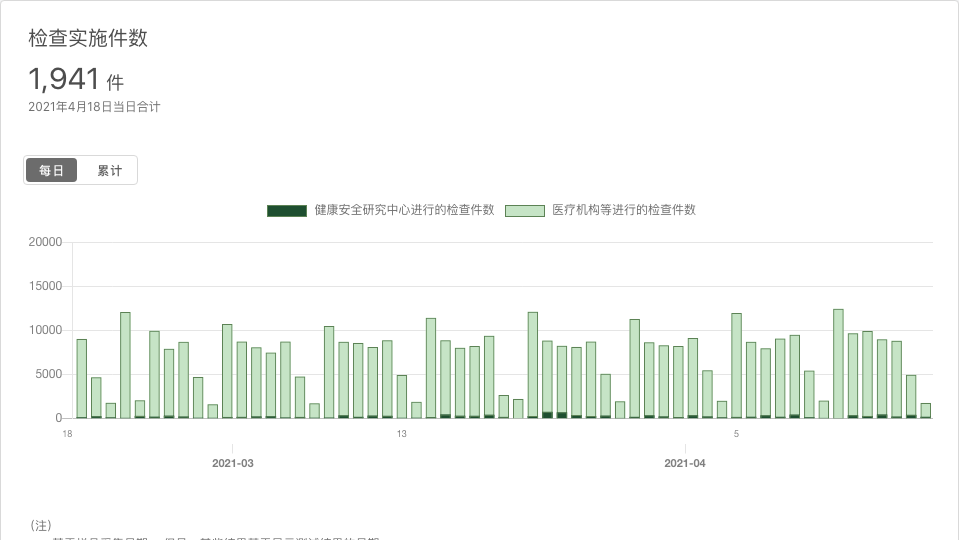 检查实施件数
1,941 件
2021年4月18日当日合计
每日 累计
健康安全研究中心进行的检查件数 医疗机构等进行的检查件数
20000
15000
10000
5000
0
18 13 5
2021-03 2021-04
(注)